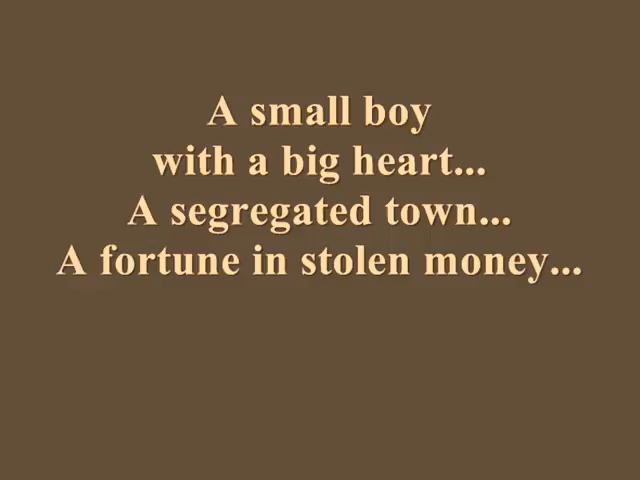 A small boy
with a big heart...
A segregated town...
A fortune in stolen money...